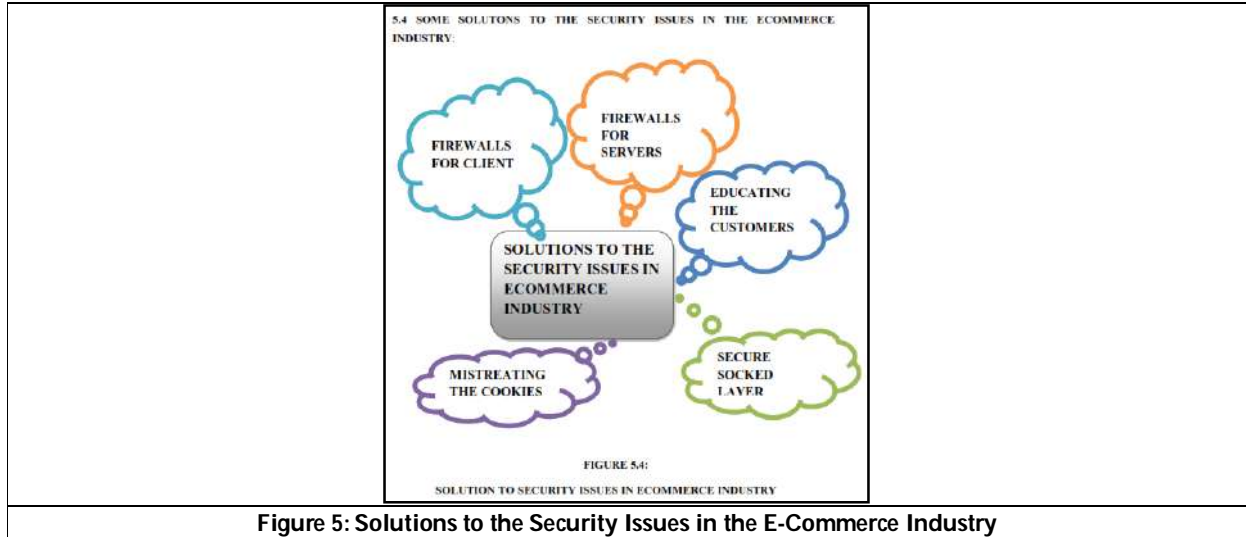 5.4 SOME SOLUTONS TO THE SECURITY ISSUES IN THE ECOMMERCE
INDUSTRY:
FIREWALLS
FOR CLIENT
FIREWALLS
FOR
SERVERS
EDUCATING
THE
CUSTOMERS
SOLUTIONS TO THE
SECURITY ISSUES IN
ECOMMERCE
INDUSTRY
SECURE
SOCKED
LAYER
MISTREATING
THE COOKIES
FIGURE 5.4:
SOLUTION TO SECURITY ISSUES IN ECOMMERCE INDUSTRY
Figure 5: Solutions to the Security Issues in the E-Commerce Industry